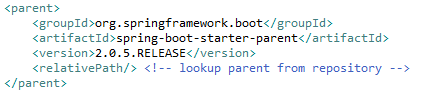 <parent>
    <groupId>org.springframework.boot</groupId>
    <artifactId>spring-boot-starter-parent</artifactId>
    <version>2.0.5.RELEASE</version>
    <relativePath/> <!-- lookup parent from repository -->
</parent>